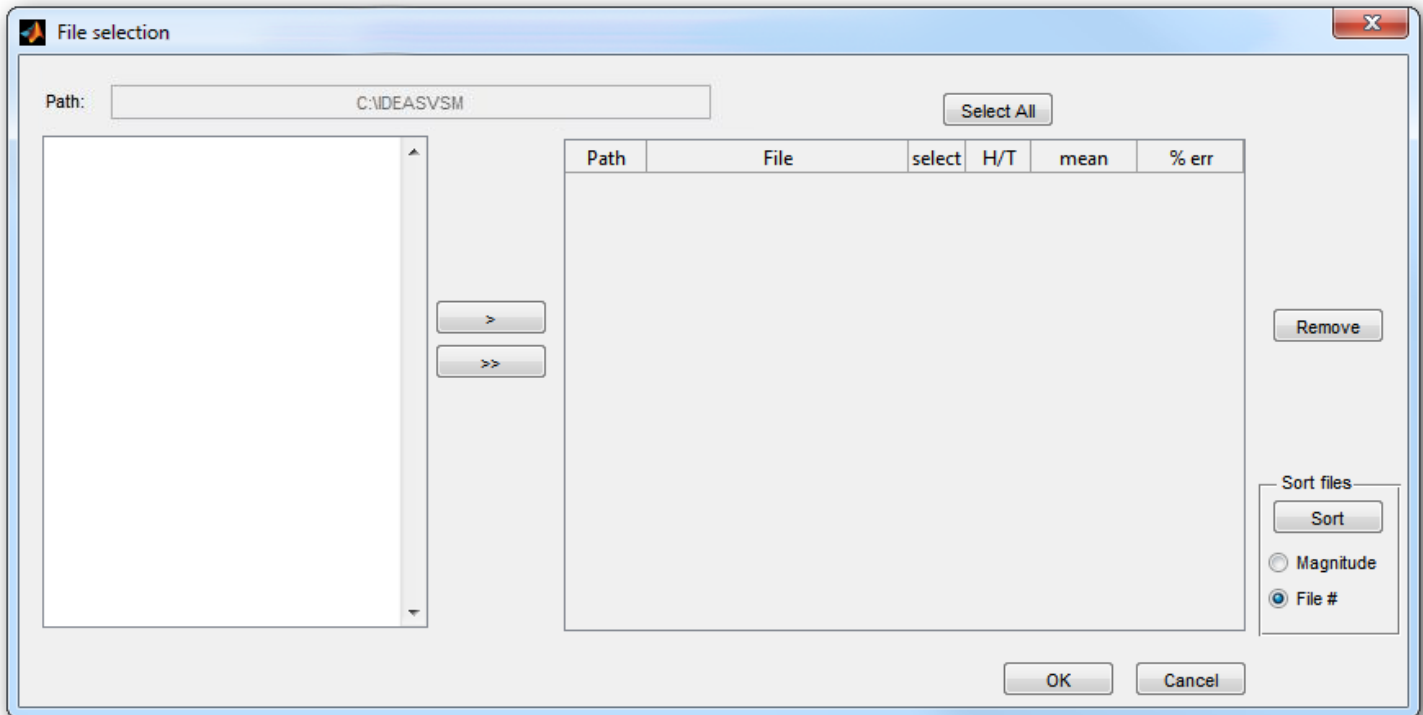 File selection
Path:
C:\IDEASVSM
Select All
Path File select H/T mean % err
>
>>
Remove
Sort files
Sort
Magnitude
File #
OK Cancel